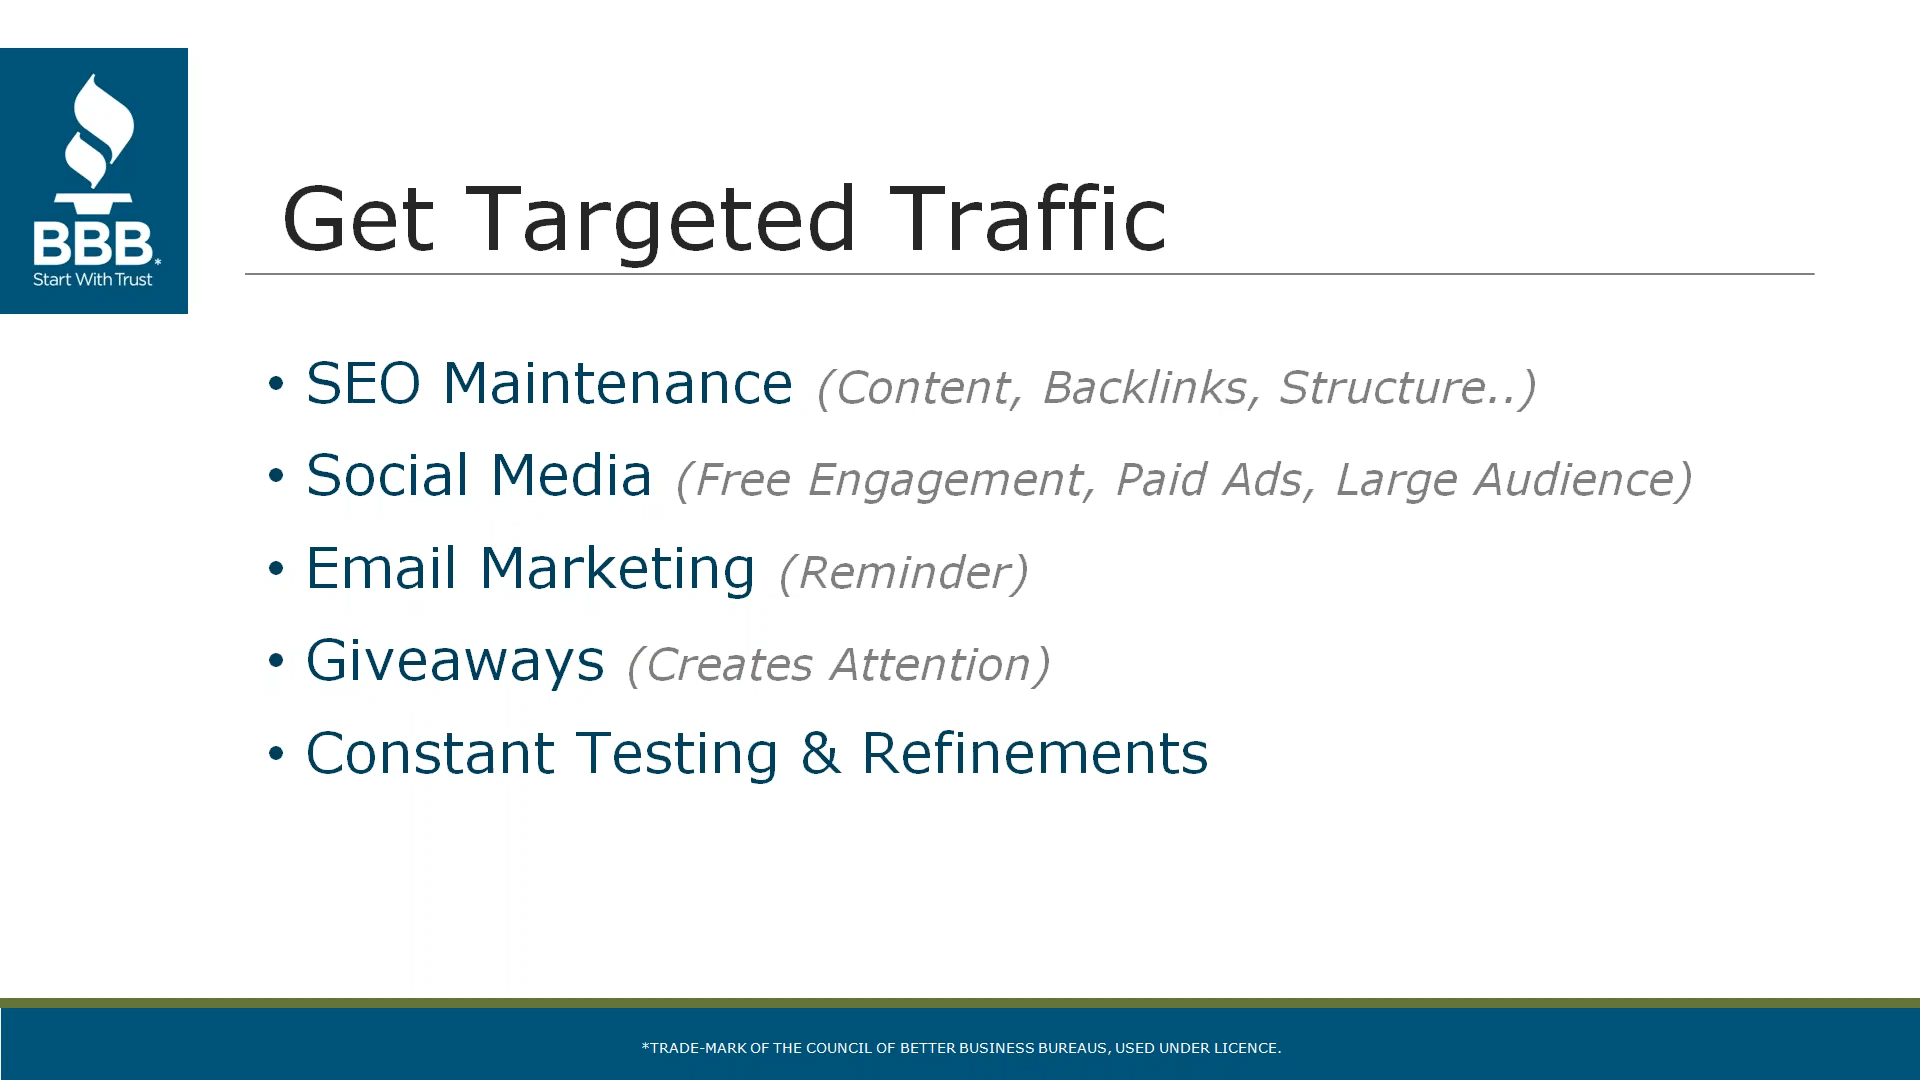 BBB.*
Start With Trust
Get Targeted Traffic
• SEO Maintenance (Content, Backlinks, Structure..)
• Social Media (Free Engagement, Paid Ads, Large Audience)
• Email Marketing (Reminder)
• Giveaways (Creates Attention)
• Constant Testing & Refinements
*TRADE-MARK OF THE COUNCIL OF BETTER BUSINESS BUREAUS, USED UNDER LICENCE.